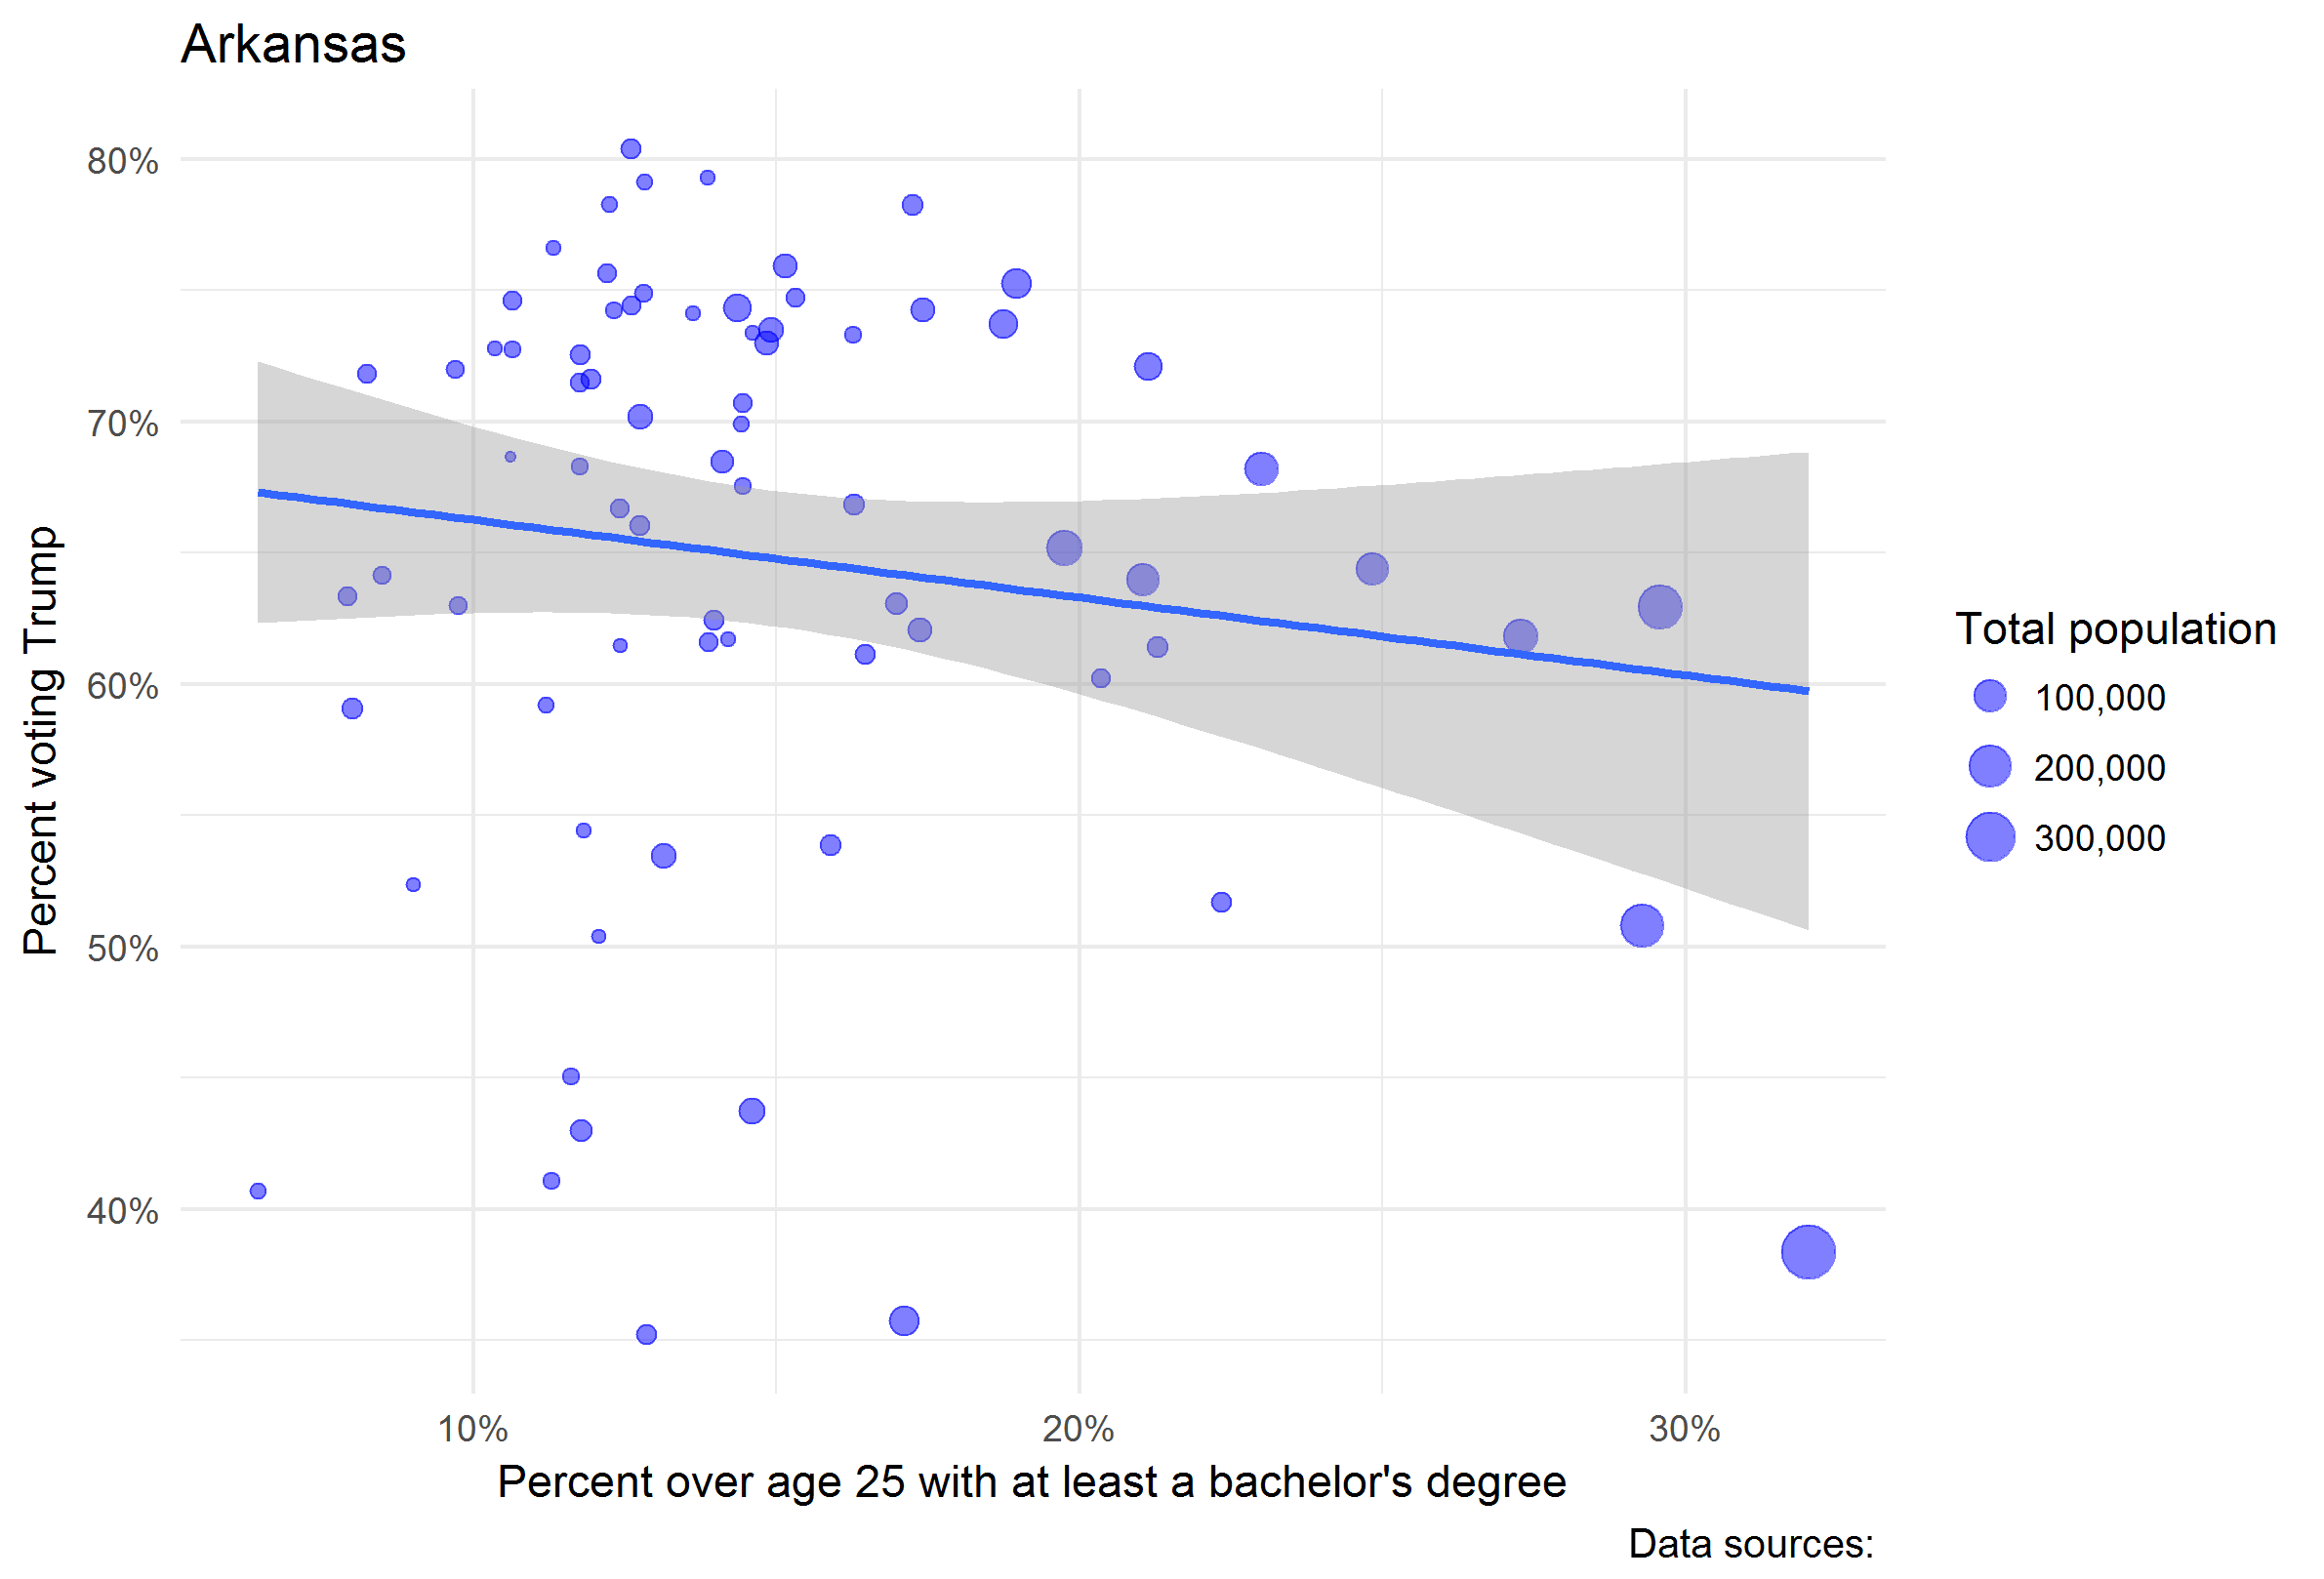 Arkansas
80%
70%
60%
50%
40%
Percent voting Trump
10%
20%
30%
Percent over age 25 with at least a bachelor's degree
Total population
100,000
200,000
300,000
Data sources: